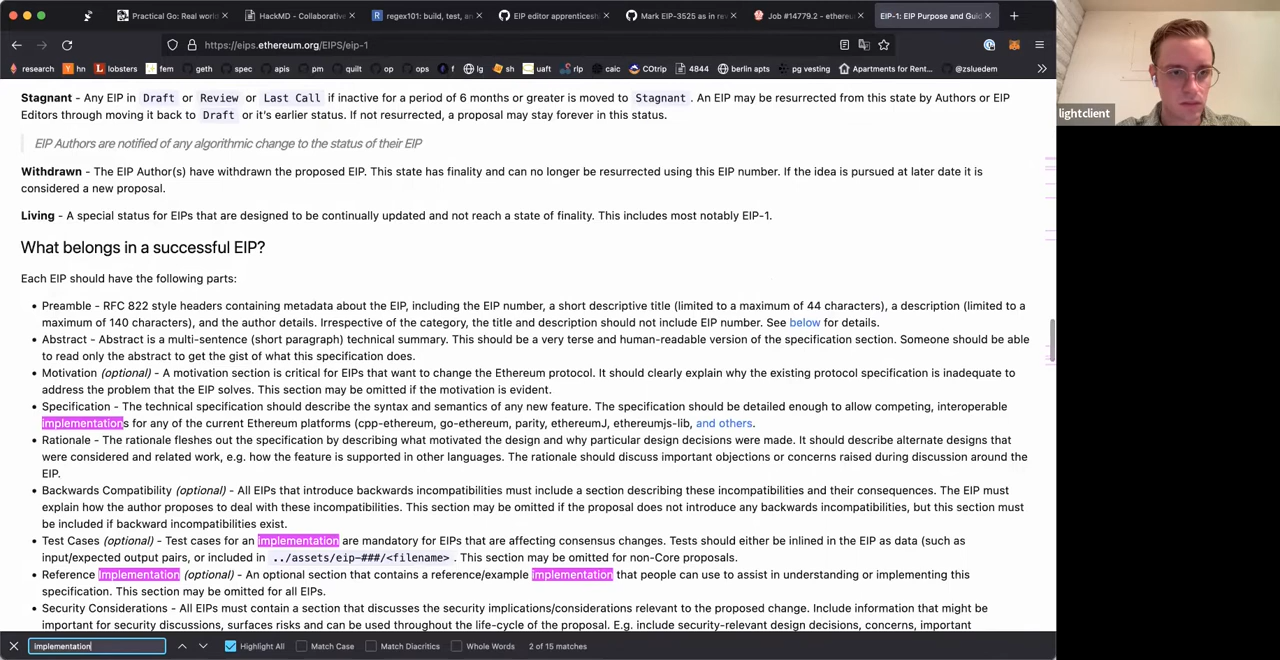 Practical Go: Real worl
HackMD - Collaborative
regex101: build, test, an
EIP editor apprenticeshi
Mark EIP-3525 as in rev
Job #14779.2 - ethereu
EIP-1: EIP Purpose and Gui
https://eips.ethereum.org/EIPS/eip-1
research hn lobsters fem geth spec apis pm quilt op ops f lg sh uaft rlp caic COtrip 4844 berlin apts pg vesting Apartments for Rent... @zsluedem
lightclient
Stagnant - Any EIP in Draft or Review or Last Call if inactive for a period of 6 months or greater is moved to Stagnant. An EIP may be resurrected from this state by Authors or EIP
Editors through moving it back to Draft or it's earlier status. If not resurrected, a proposal may stay forever in this status.
EIP Authors are notified of any algorithmic change to the status of their EIP
Withdrawn - The EIP Author(s) have withdrawn the proposed EIP. This state has finality and can no longer be resurrected using this EIP number. If the idea is pursued at later date it is
considered a new proposal.
Living - A special status for EIPs that are designed to be continually updated and not reach a state of finality. This includes most notably EIP-1.
What belongs in a successful EIP?
Each EIP should have the following parts:
• Preamble - RFC 822 style headers containing metadata about the EIP, including the EIP number, a short descriptive title (limited to a maximum of 44 characters), a description (limited to a
maximum of 140 characters), and the author details. Irrespective of the category, the title and description should not include EIP number. See below for details.
• Abstract - Abstract is a multi-sentence (short paragraph) technical summary. This should be a very terse and human-readable version of the specification section. Someone should be able
to read only the abstract to get the gist of what this specification does.
• Motivation (optional) - A motivation section is critical for EIPs that want to change the Ethereum protocol. It should clearly explain why the existing protocol specification is inadequate to
address the problem that the EIP solves. This section may be omitted if the motivation is evident.
• Specification - The technical specification should describe the syntax and semantics of any new feature. The specification should be detailed enough to allow competing, interoperable
implementations for any of the current Ethereum platforms (cpp-ethereum, go-ethereum, parity, ethereumJ, ethereumjs-lib, and others.
• Rationale - The rationale fleshes out the specification by describing what motivated the design and why particular design decisions were made. It should describe alternate designs that
were considered and related work, e.g. how the feature is supported in other languages. The rationale should discuss important objections or concerns raised during discussion around the
EIP.
• Backwards Compatibility (optional) - All EIPs that introduce backwards incompatibilities must include a section describing these incompatibilities and their consequences. The EIP must
explain how the author proposes to deal with these incompatibilities. This section may be omitted if the proposal does not introduce any backwards incompatibilities, but this section must
be included if backward incompatibilities exist.
• Test Cases (optional) - Test cases for an implementation are mandatory for EIPs that are affecting consensus changes. Tests should either be inlined in the EIP as data (such as
input/expected output pairs, or included in ../assets/eip-###/<filename>. This section may be omitted for non-Core proposals.
• Reference Implementation (optional) - An optional section that contains a reference/example implementation that people can use to assist in understanding or implementing this
specification. This section may be omitted for all EIPs.
• Security Considerations - All EIPs must contain a section that discusses the security implications/considerations relevant to the proposed change. Include information that might be
important for security discussions, surfaces risks and can be used throughout the life-cycle of the proposal. E.g. include security-relevant design decisions, concerns, important
implementation
Highlight All
Match Case
Match Diacritics
Whole Words
2 of 15 matches